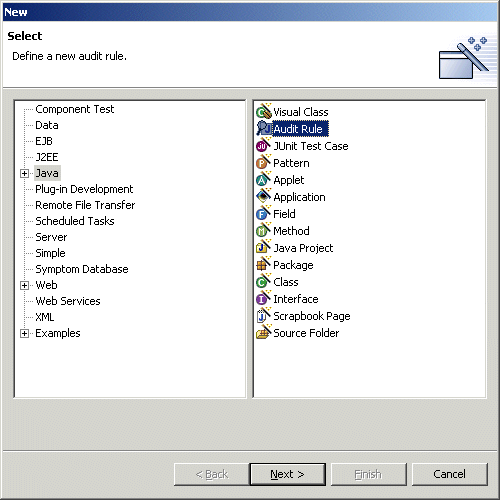 New
Select
Define a new audit rule.
Component Test
Data
EJB
J2EE
Java
Plug-in Development
Remote File Transfer
Scheduled Tasks
Server
Simple
Symptom Database
Web
Web Services
XML
Examples
Visual Class
Audit Rule
JUnit Test Case
Pattern
Applet
Application
Field
Method
Java Project
Package
Class
Interface
Scrapbook Page
Source Folder
< Back
Next >
Finish
Cancel